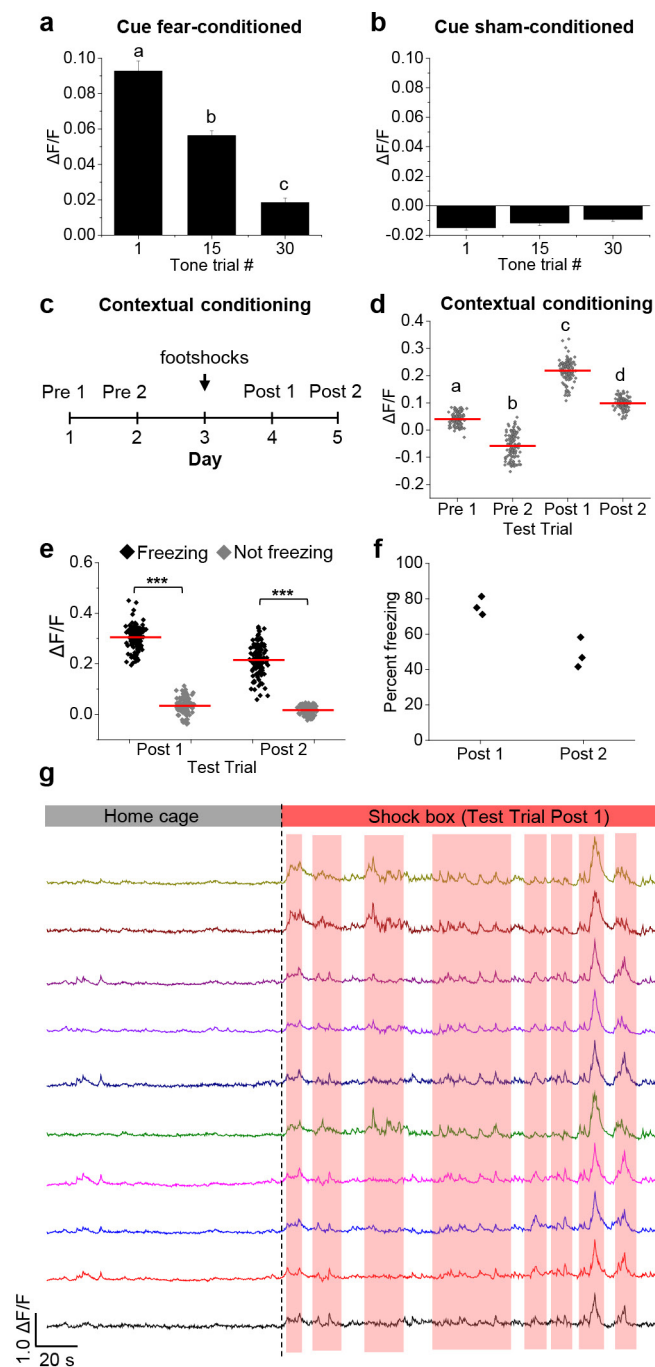 a Cue fear-conditioned
0.10
0.08
0.06
0.04
0.02
0.00
ΔF/F
a
b
c
1 15 30
Tone trial #
b Cue sham-conditioned
0.10
0.08
0.06
0.04
0.02
0.00
-0.02
ΔF/F
1 15 30
Tone trial #
c Contextual conditioning
footshocks
Pre 1 Pre 2 Post 1 Post 2
1 2 3 4 5
Day
d Contextual conditioning
0.4
0.3
0.2
0.1
0.0
-0.1
-0.2
ΔF/F
a
b
c
d
Pre 1 Pre 2 Post 1 Post 2
Test Trial
e
Freezing Not freezing
0.6
0.4
0.2
0.0
ΔF/F
*** ***
Post 1 Post 2
Test Trial
f
100
80
60
40
20
0
Percent freezing
Post 1 Post 2
g
Home cage Shock box (Test Trial Post 1)
1.0 ΔF/F
20 s